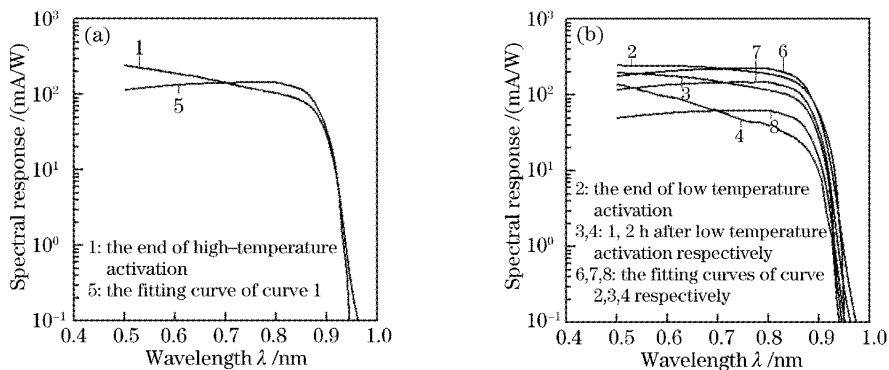 (a)
10³
10²
10¹
10⁰
10⁻¹
Spectral response /(mA/W)
1
5
1: the end of high-temperature
activation
5: the fitting curve of curve 1
0.4 0.5 0.6 0.7 0.8 0.9 1.0
Wavelength λ /nm
(b)
10³
10²
10¹
10⁰
10⁻¹
Spectral response /(mA/W)
2 7 6
3
4 8
2: the end of low temperature
activation
3,4: 1, 2 h after low temperature
activation respectively
6,7,8: the fitting curves of curve
2,3,4 respectively
0.4 0.5 0.6 0.7 0.8 0.9 1.0
Wavelength λ /nm